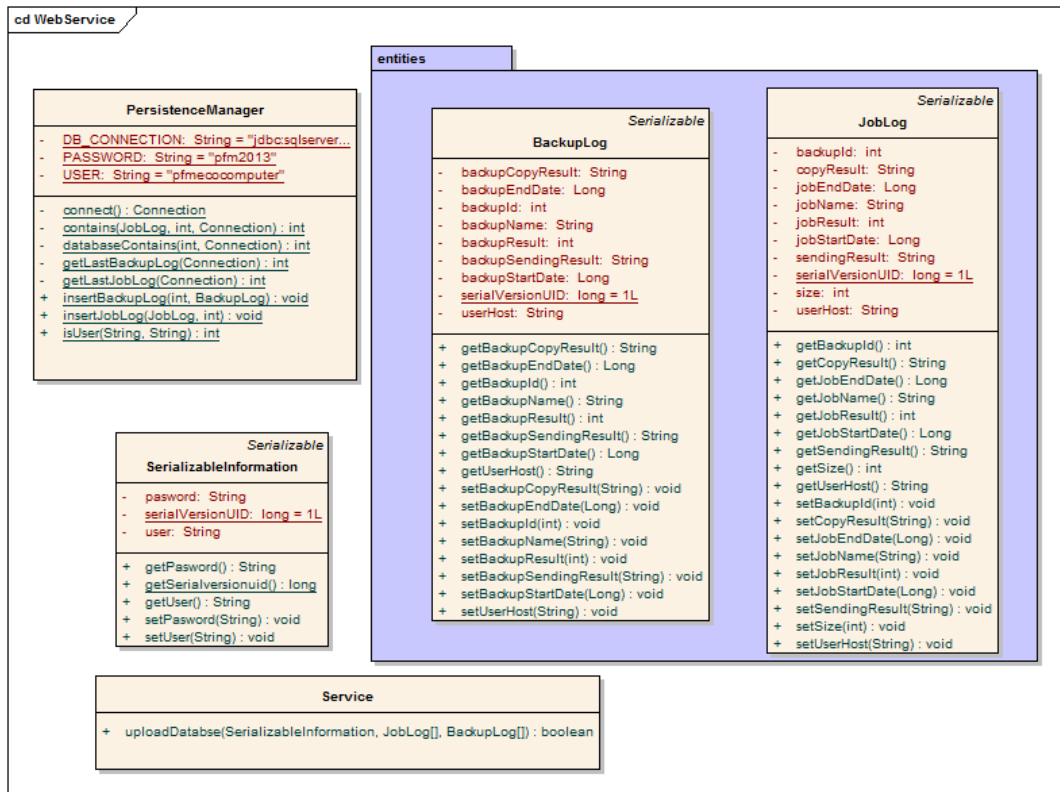 cd WebService
PersistenceManager
- DB_CONNECTION: String = "jdbc:sqlserver...
- PASSWORD: String = "pfm2013"
- USER: String = "pfmecocomputer"
- connect() : Connection
- contains(JobLog, int, Connection) : int
- databaseContains(int, Connection) : int
- getLastBackupLog(Connection) : int
- getLastJobLog(Connection) : int
+ insertBackupLog(int, BackupLog) : void
+ insertJobLog(JobLog, int) : void
+ isUser(String, String) : int
Serializable
SerializableInformation
- pasword: String
- serialVersionUID: long = 1L
- user: String
+ getPasword() : String
+ getSerialversionuid() : long
+ getUser() : String
+ setPasword(String) : void
+ setUser(String) : void
entities
Serializable
BackupLog
- backupCopyResult: String
- backupEndDate: Long
- backupId: int
- backupName: String
- backupResult: int
- backupSendingResult: String
- backupStartDate: Long
- serialVersionUID: long = 1L
- userHost: String
+ getBackupCopyResult() : String
+ getBackupEndDate() : Long
+ getBackupId() : int
+ getBackupName() : String
+ getBackupResult() : int
+ getBackupSendingResult() : String
+ getBackupStartDate() : Long
+ getUserHost() : String
+ setBackupCopyResult(String) : void
+ setBackupEndDate(Long) : void
+ setBackupId(int) : void
+ setBackupName(String) : void
+ setBackupResult(int) : void
+ setBackupSendingResult(String) : void
+ setBackupStartDate(Long) : void
+ setUserHost(String) : void
Serializable
JobLog
- backupId: int
- copyResult: String
- jobEndDate: Long
- jobName: String
- jobResult: int
- jobStartDate: Long
- sendingResult: String
- serialVersionUID: long = 1L
- size: int
- userHost: String
+ getBackupId() : int
+ getCopyResult() : String
+ getJobEndDate() : Long
+ getJobName() : String
+ getJobResult() : int
+ getJobStartDate() : Long
+ getSendingResult() : String
+ getSize() : int
+ getUserHost() : String
+ setBackupId(int) : void
+ setCopyResult(String) : void
+ setJobEndDate(Long) : void
+ setJobName(String) : void
+ setJobResult(int) : void
+ setJobStartDate(Long) : void
+ setSendingResult(String) : void
+ setSize(int) : void
+ setUserHost(String) : void
Service
+ uploadDatabse(SerializableInformation, JobLog[], BackupLog[]) : boolean